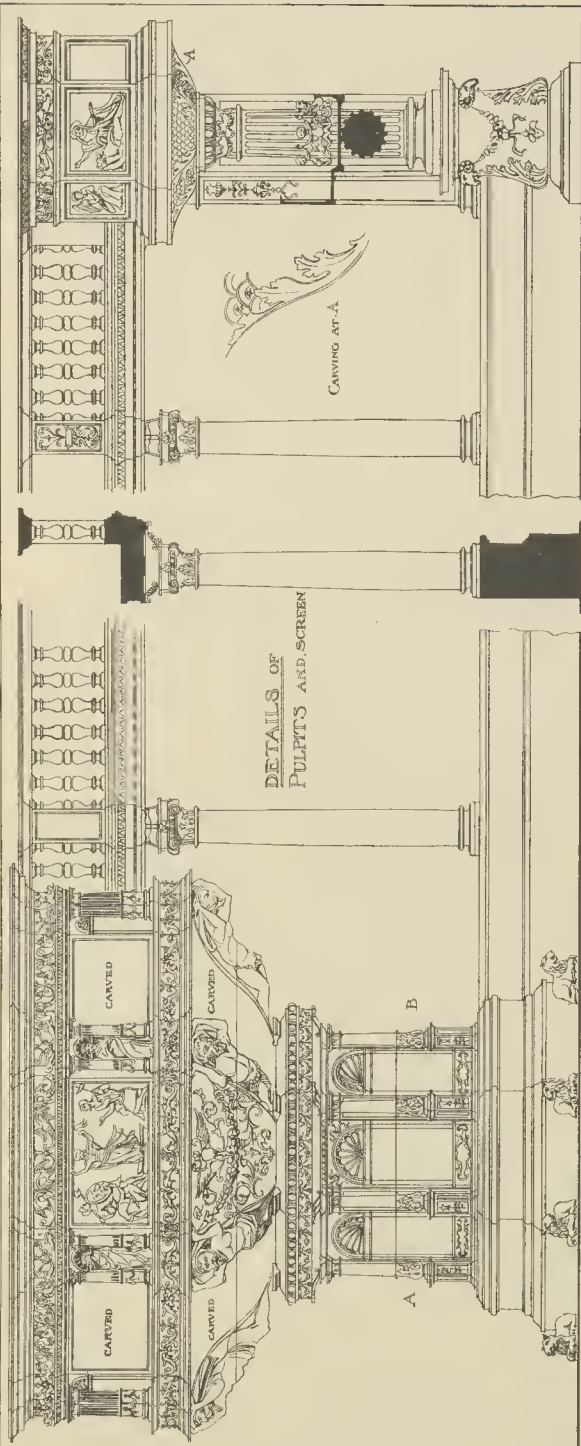 CARVED
CARVED
CARVED
CARVED
A
B
DETAILS OF
PULPITS AND SCREEN
CARVING AT A
A